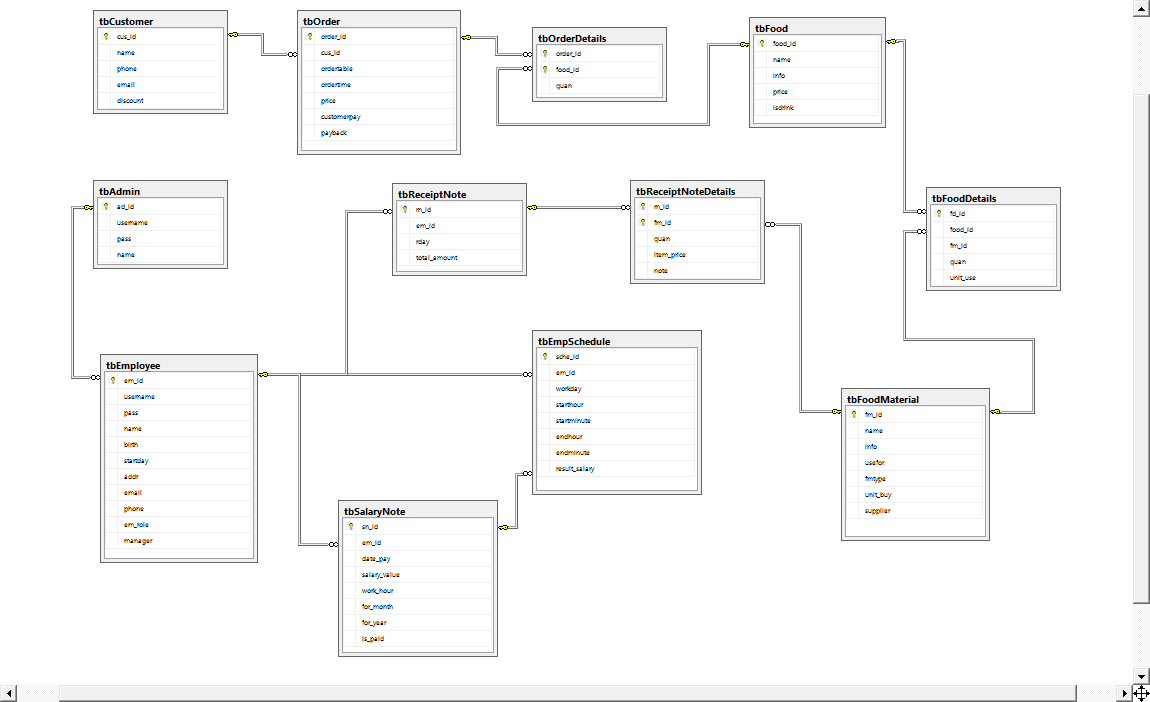 tbCustomer
cus_id
name
phone
email
discount
tbOrder
order_id
cus_id
ordertable
ordertime
price
customerpay
payback
tbOrderDetails
order_id
food_id
quan
tbFood
food_id
name
info
price
isdrink
tbAdmin
ad_id
username
pass
name
tbReceiptNote
rn_id
em_id
rday
total_amount
tbReceiptNoteDetails
rn_id
fm_id
quan
item_price
note
tbFoodDetails
fd_id
food_id
fm_id
quan
unit_use
tbEmployee
em_id
username
pass
name
birth
startday
addr
email
phone
em_role
manager
tbEmpSchedule
sche_id
em_id
workday
starthour
startminute
endhour
endminute
result_salary
tbFoodMaterial
fm_id
name
info
usefor
fmtype
unit_buy
supplier
tbSalaryNote
sn_id
em_id
date_pay
salary_value
work_hour
for_month
for_year
is_paid